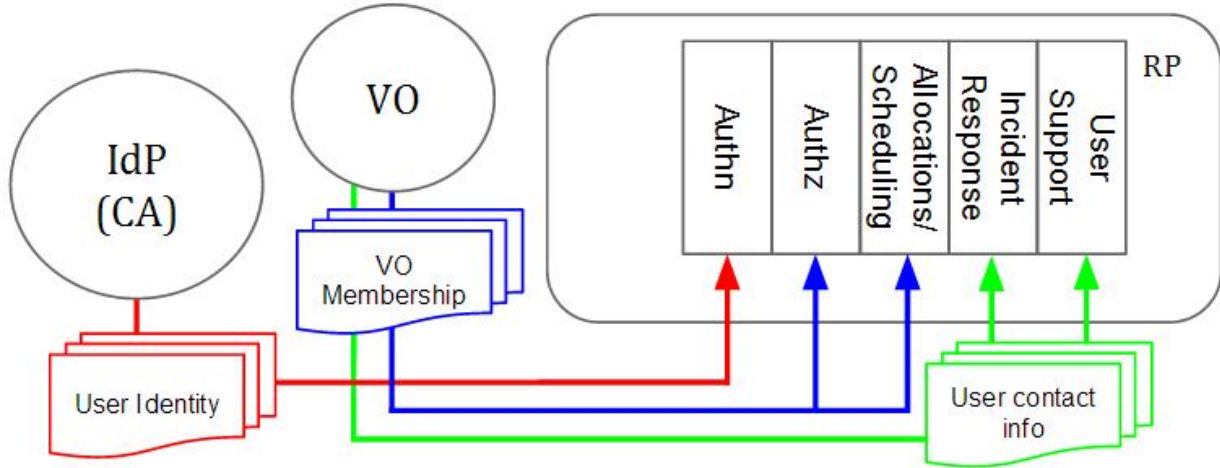 IdP
(CA)
VO
RP
Authn
Authz
Allocations/
Scheduling
Incident
Response
User
Support
VO
Membership
User Identity
User contact
info